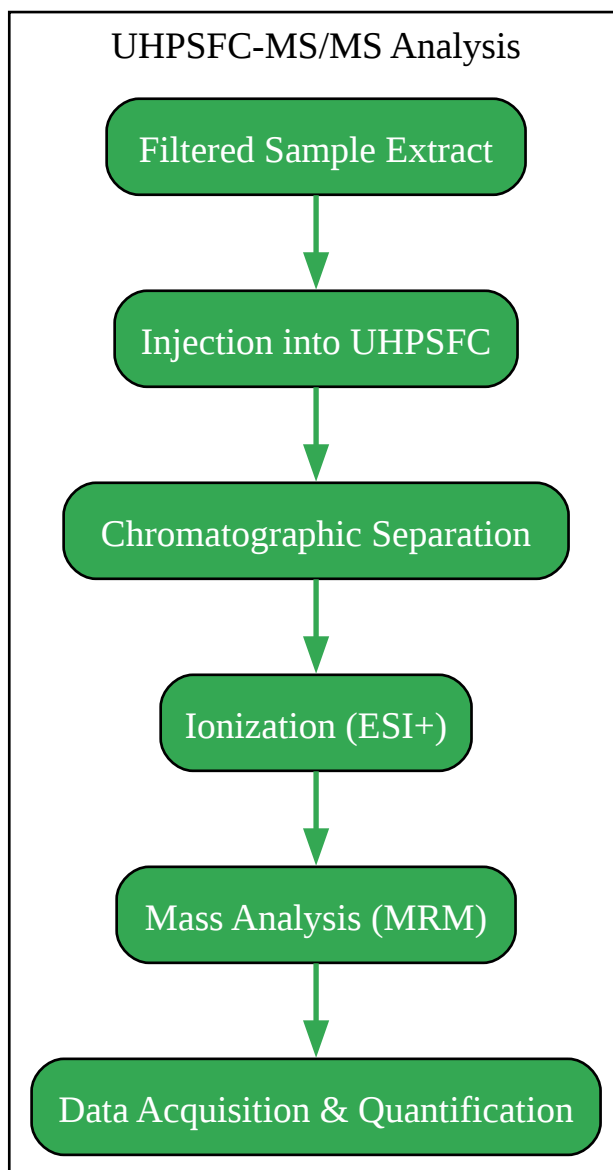 UHPSFC-MS/MS Analysis
Filtered Sample Extract
Injection into UHPSFC
Chromatographic Separation
Ionization (ESI+)
Mass Analysis (MRM)
Data Acquisition & Quantification